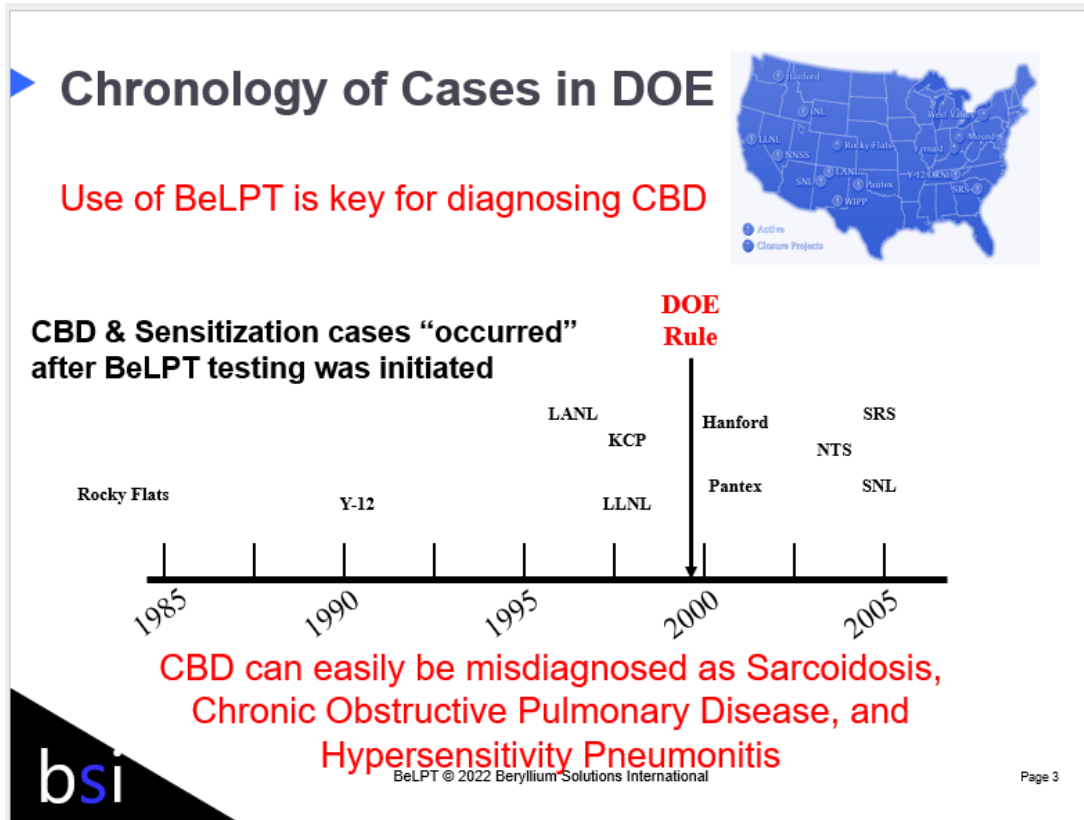 Chronology of Cases in DOE
Hanford
INL
West Valley
LLNL
Mound
Rocky Flats
Fernald
NNSS
LANL
Y-12/ORNL
SNL
Pantex
SRS
WIPP
Active
Closure Projects
Use of BeLPT is key for diagnosing CBD
DOE
Rule
CBD & Sensitization cases “occurred”
after BeLPT testing was initiated
LANL
Hanford
SRS
KCP
NTS
Rocky Flats
Y-12
LLNL
Pantex
SNL
1985
1990
1995
2000
2005
CBD can easily be misdiagnosed as Sarcoidosis,
Chronic Obstructive Pulmonary Disease, and
Hypersensitivity Pneumonitis
bsi
BeLPT © 2022 Beryllium Solutions International
Page 3